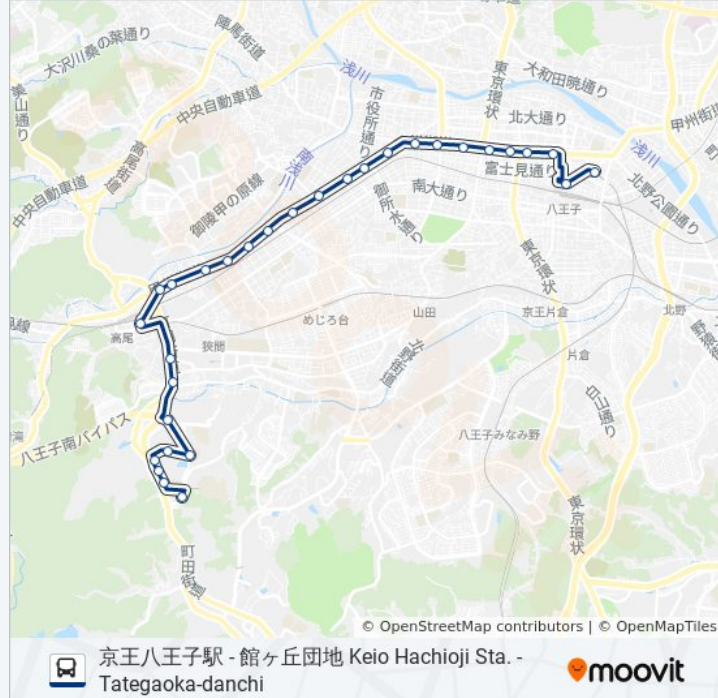 陣馬街道
大沢川桑の葉通り
浅川
東京環状
大和田暁通り
中央自動車道
市役所通り
北大通り
甲州街道
美山通り
高尾街道
南浅川
浅川
富士見通り
中央自動車道
御陵甲の原線
御所水通り
南大通り
八王子
北野公園通り
東京環状
高尾
狭間
めじろ台
山田
京王片倉
北野
北野街道
片倉
白山通り
八王子南バイパス
八王子みなみ野
東京環状
町田街道
© OpenStreetMap contributors | © OpenMapTiles
京王八王子駅 - 館ヶ丘団地 Keio Hachioji Sta. -
Tategaoka-danchi
moovit